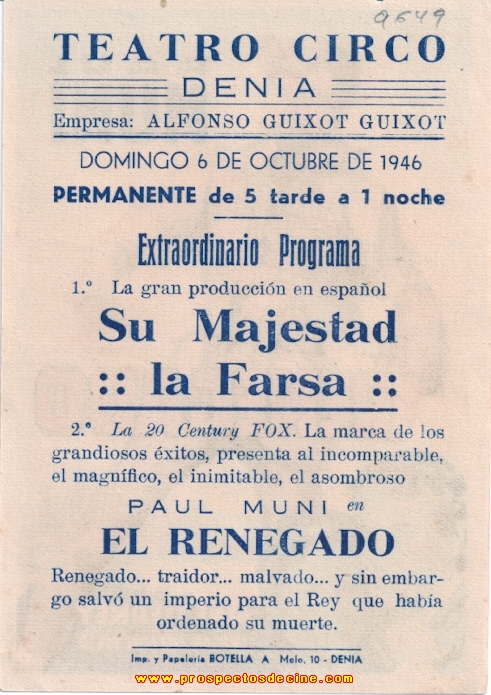 9649
TEATRO CIRCO
DENIA
Empresa: ALFONSO GUIXOT GUIXOT
DOMINGO 6 DE OCTUBRE DE 1946
PERMANENTE de 5 tarde a 1 noche
Extraordinario Programa
1.º La gran producción en español
Su Majestad
:: la Farsa ::
2.º La 20 Century FOX. La marca de los
grandiosos éxitos, presenta al incomparable,
el magnífico, el inimitable, el asombroso
PAUL MUNI en
EL RENEGADO
Renegado... traidor... malvado... y sin embar-
go salvó un imperio para el Rey que había
ordenado su muerte.
Imp. y Papelería BOTELLA A Melo, 10 - DENIA
www.prospectosdecine.com